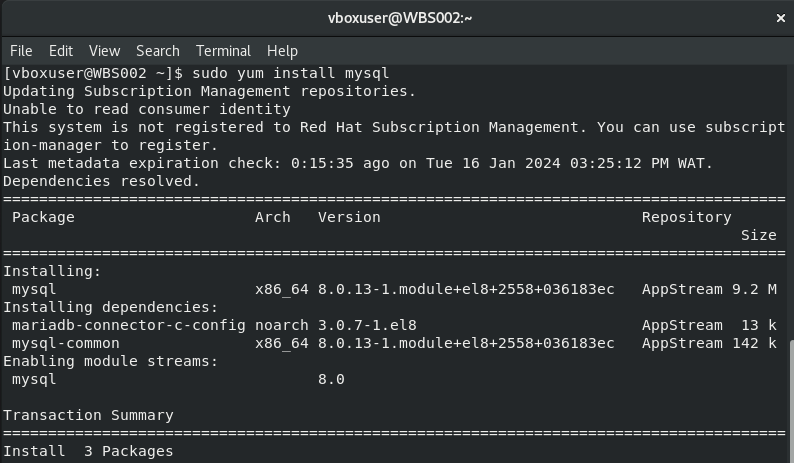 vboxuser@WBS002:~
×
File Edit View Search Terminal Help
[vboxuser@WBS002 ~]$ sudo yum install mysql
Updating Subscription Management repositories.
Unable to read consumer identity
This system is not registered to Red Hat Subscription Management. You can use subscript
ion-manager to register.
Last metadata expiration check: 0:15:35 ago on Tue 16 Jan 2024 03:25:12 PM WAT.
Dependencies resolved.
=======================================================================================
 Package                    Arch   Version                             Repository
                                                                                  Size
=======================================================================================
Installing:
 mysql                      x86_64 8.0.13-1.module+el8+2558+036183ec   AppStream 9.2 M
Installing dependencies:
 mariadb-connector-c-config noarch 3.0.7-1.el8                         AppStream  13 k
 mysql-common               x86_64 8.0.13-1.module+el8+2558+036183ec   AppStream 142 k
Enabling module streams:
 mysql                             8.0

Transaction Summary
=======================================================================================
Install  3 Packages